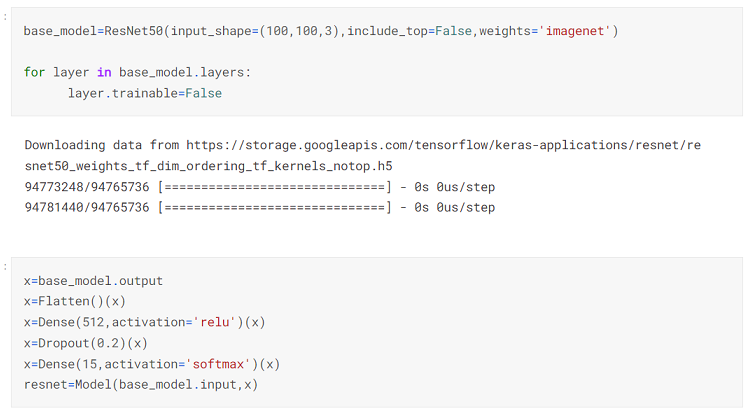 :
base_model=ResNet50(input_shape=(100,100,3),include_top=False,weights='imagenet')
for layer in base_model.layers:
layer.trainable=False
Downloading data from https://storage.googleapis.com/tensorflow/keras-applications/resnet/re
snet50_weights_tf_dim_ordering_tf_kernels_notop.h5
94773248/94765736 [==============================] - 0s 0us/step
94781440/94765736 [==============================] - 0s 0us/step
:
x=base_model.output
x=Flatten()(x)
x=Dense(512,activation='relu')(x)
x=Dropout(0.2)(x)
x=Dense(15,activation='softmax')(x)
resnet=Model(base_model.input,x)